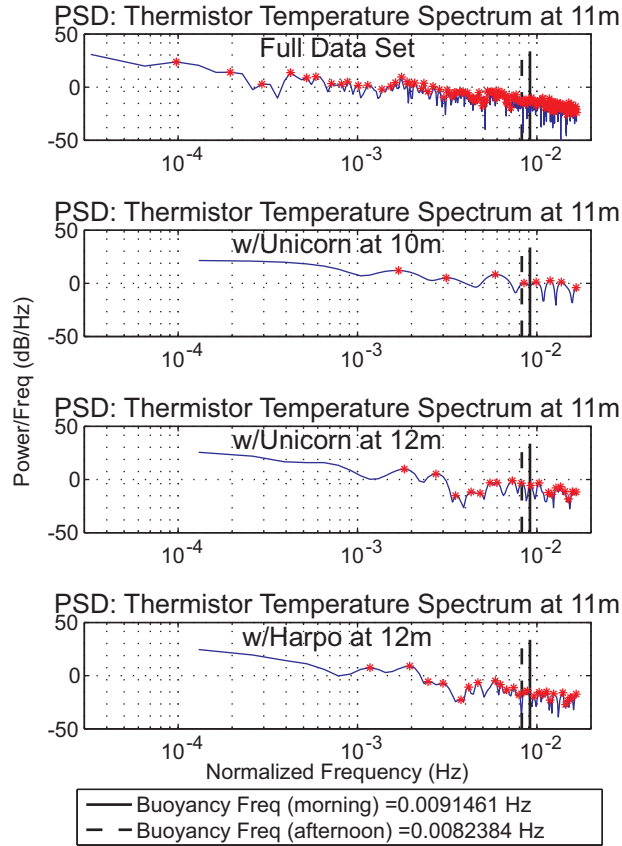 PSD: Thermistor Temperature Spectrum at 11m
Full Data Set
50
0
-50
10^-4
10^-3
10^-2
PSD: Thermistor Temperature Spectrum at 11m
w/Unicorn at 10m
50
0
-50
10^-4
10^-3
10^-2
Power/Freq (dB/Hz)
PSD: Thermistor Temperature Spectrum at 11m
w/Unicorn at 12m
50
0
-50
10^-4
10^-3
10^-2
PSD: Thermistor Temperature Spectrum at 11m
w/Harpo at 12m
50
0
-50
10^-4
10^-3
10^-2
Normalized Frequency (Hz)
Buoyancy Freq (morning) =0.0091461 Hz
Buoyancy Freq (afternoon) =0.0082384 Hz